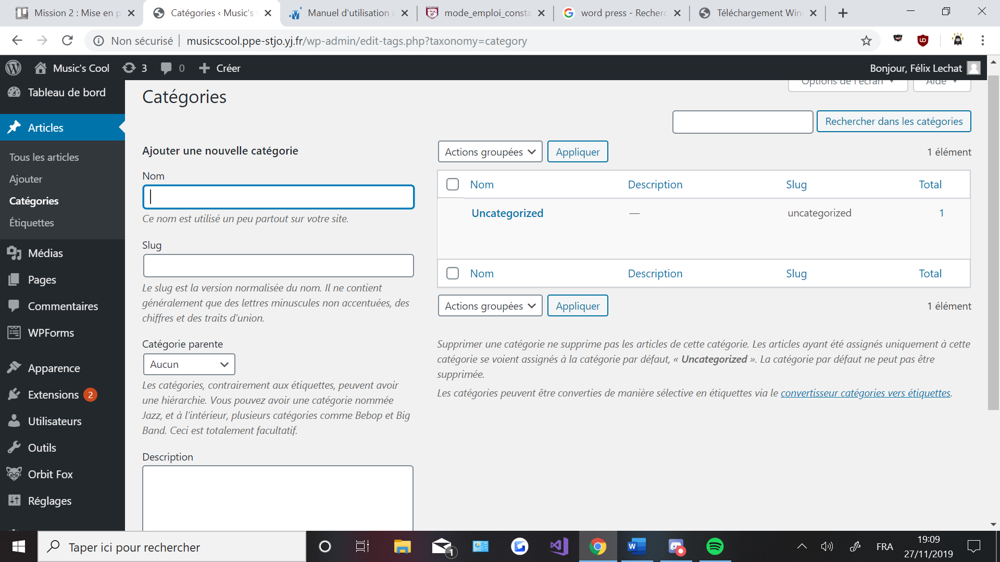 Mission 2 : Mise en p
Catégories ‹ Music's
Manuel d'utilisation
mode_emploi_consta
word press - Recherc
Téléchargement Win
Non sécurisé
musicscool.ppe-stjo.yj.fr/wp-admin/edit-tags.php?taxonomy=category
Music's Cool
3
0
Créer
Bonjour, Félix Lechat
Tableau de bord
Articles
Tous les articles
Ajouter
Catégories
Étiquettes
Médias
Pages
Commentaires
WPForms
Apparence
Extensions 2
Utilisateurs
Outils
Orbit Fox
Réglages
Options de l'écran
Aide
Catégories
Rechercher dans les catégories
Ajouter une nouvelle catégorie
Nom
Ce nom est utilisé un peu partout sur votre site.
Slug
Le slug est la version normalisée du nom. Il ne contient
généralement que des lettres minuscules non accentuées, des
chiffres et des traits d’union.
Catégorie parente
Aucun
Les catégories, contrairement aux étiquettes, peuvent avoir
une hiérarchie. Vous pouvez avoir une catégorie nommée
Jazz, et à l’intérieur, plusieurs catégories comme Bebop et Big
Band. Ceci est totalement facultatif.
Description
Actions groupées Appliquer 1 élément
Nom Description Slug Total
Uncategorized — uncategorized 1
Nom Description Slug Total
Actions groupées Appliquer 1 élément
Supprimer une catégorie ne supprime pas les articles de cette catégorie. Les articles ayant été assignés uniquement à cette
catégorie se voient assignés à la catégorie par défaut, « Uncategorized ». La catégorie par défaut ne peut pas être
supprimée.
Les catégories peuvent être converties de manière sélective en étiquettes via le convertisseur catégories vers étiquettes.
Taper ici pour rechercher
1
FRA
19:09
27/11/2019